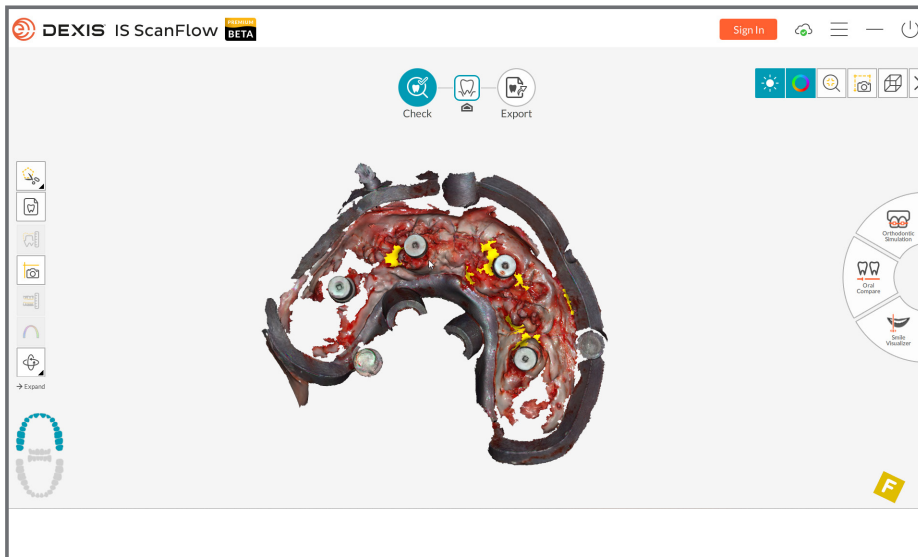 DEXIS IS ScanFlow PREMIUM BETA
Sign In
Check
Export
Orthodontic
Simulation
Oral
Compare
Smile
Visualizer
→ Expand
F